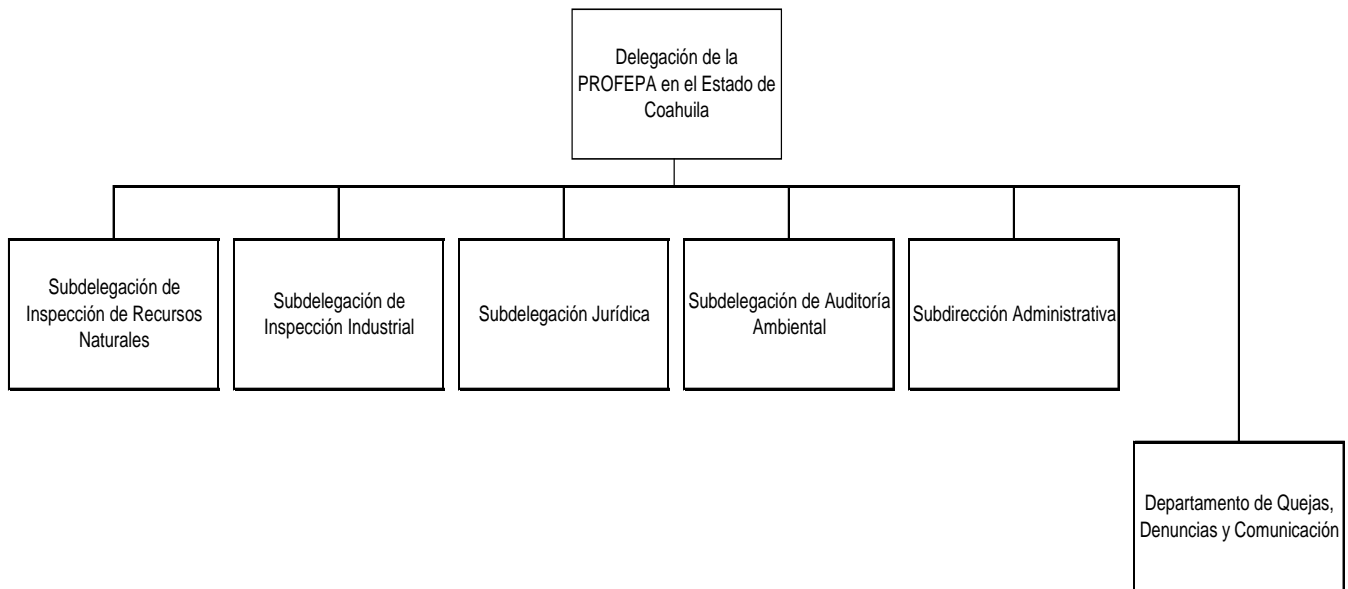 Delegación de la
PROFEPA en el Estado de
Coahuila
Subdelegación de
Inspección de Recursos
Naturales
Subdelegación de
Inspección Industrial
Subdelegación Jurídica
Subdelegación de Auditoría
Ambiental
Subdirección Administrativa
Departamento de Quejas,
Denuncias y Comunicación